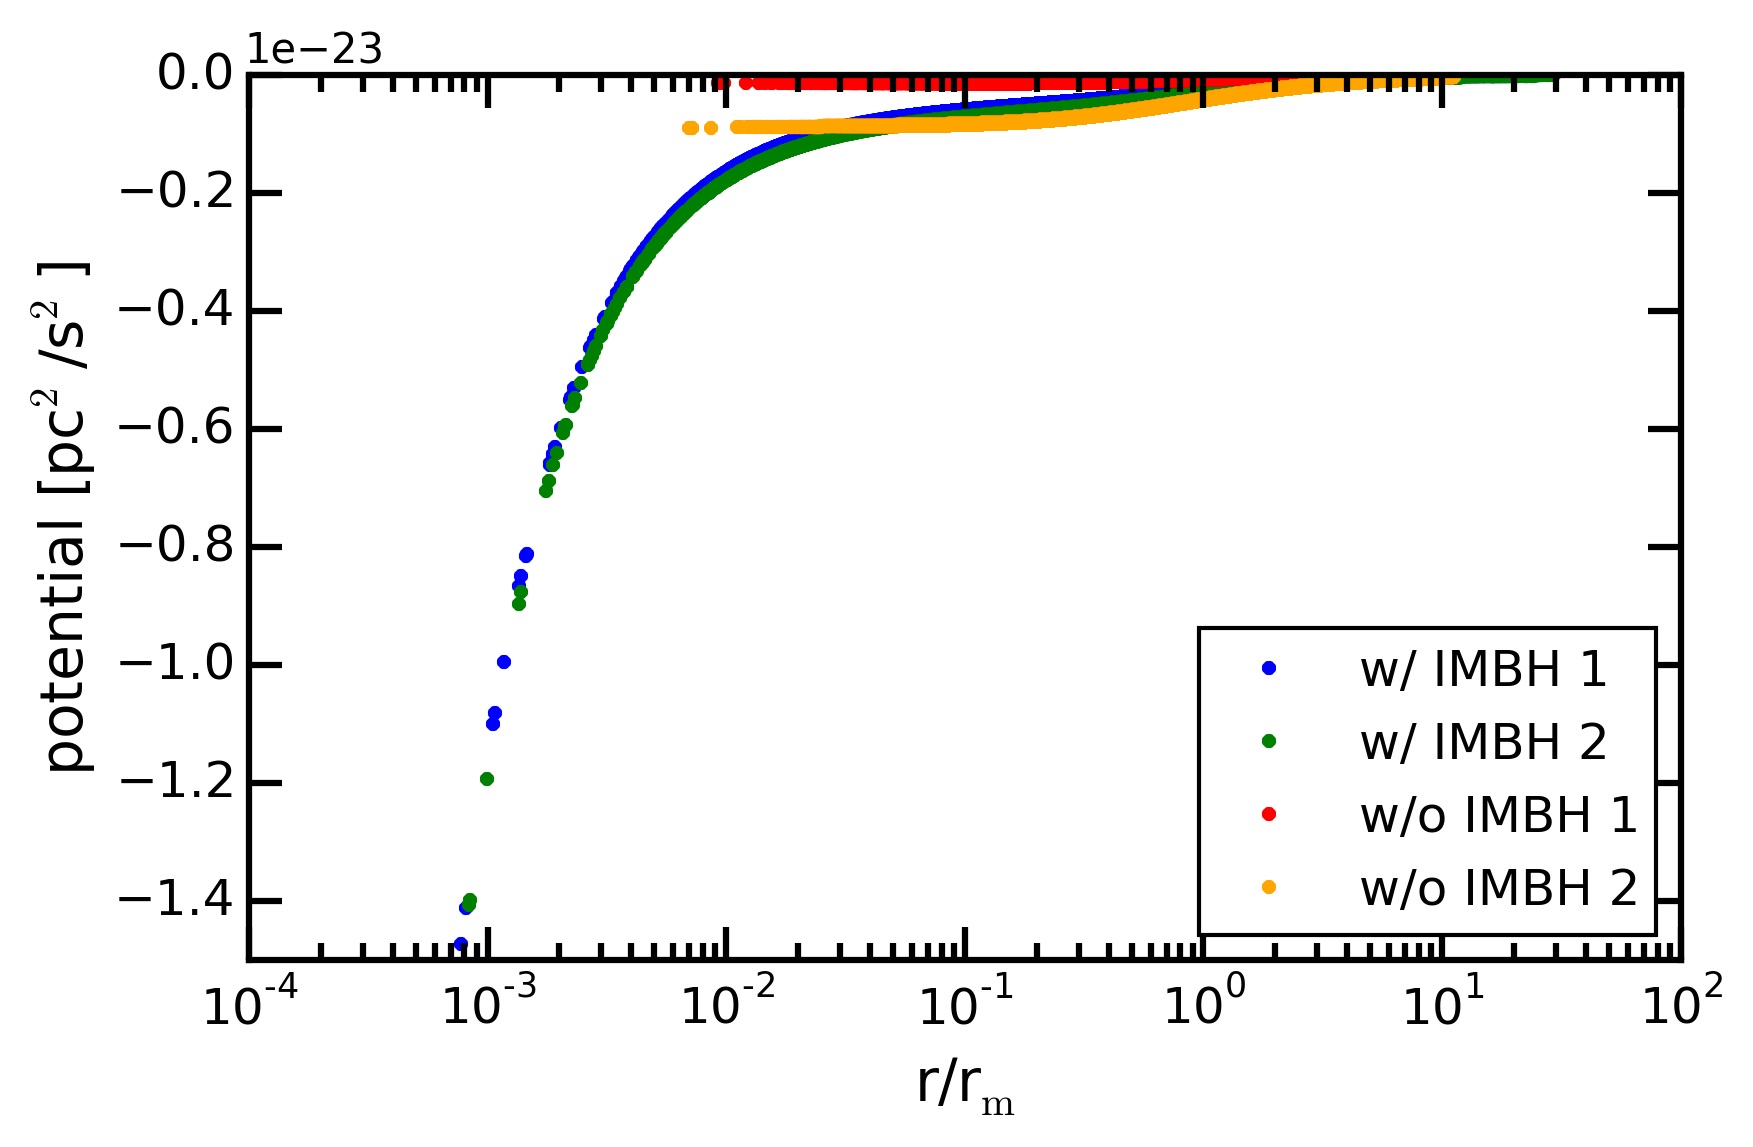 1e−23
0.0
−0.2
−0.4
−0.6
−0.8
−1.0
−1.2
−1.4
potential [pc² /s² ]
w/ IMBH 1
w/ IMBH 2
w/o IMBH 1
w/o IMBH 2
10⁻⁴ 10⁻³ 10⁻² 10⁻¹ 10⁰ 10¹ 10²
r/rₘ